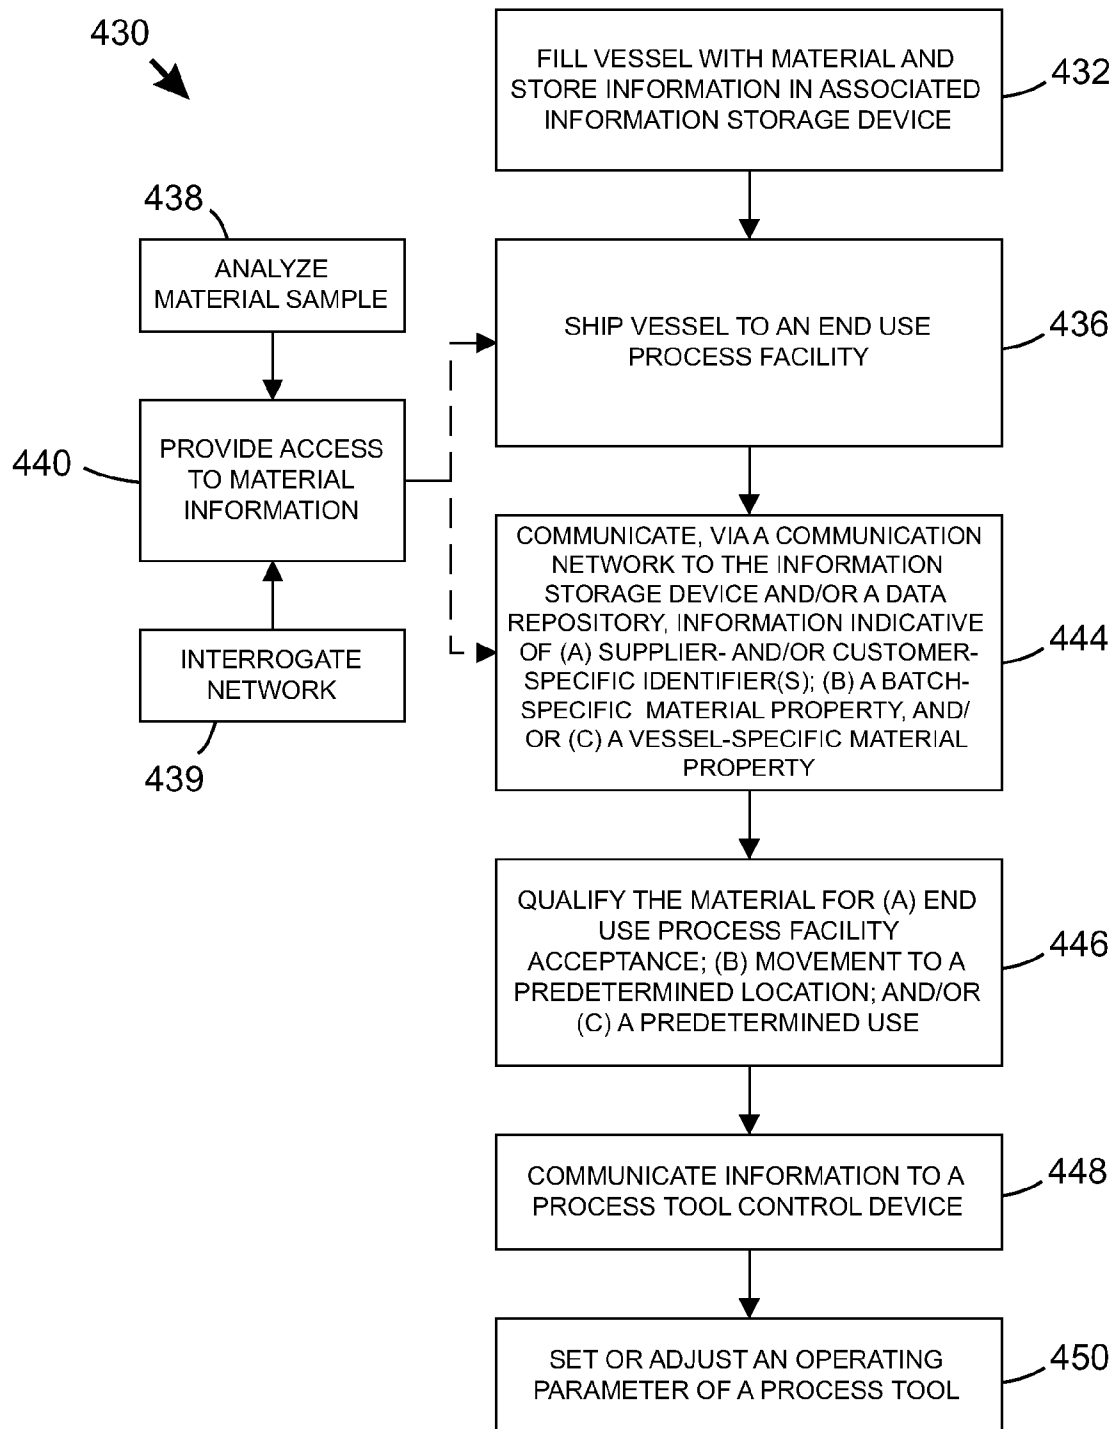 430
FILL VESSEL WITH MATERIAL AND
STORE INFORMATION IN ASSOCIATED
INFORMATION STORAGE DEVICE
432
438
ANALYZE
MATERIAL SAMPLE
SHIP VESSEL TO AN END USE
PROCESS FACILITY
436
440
PROVIDE ACCESS
TO MATERIAL
INFORMATION
INTERROGATE
NETWORK
439
COMMUNICATE, VIA A COMMUNICATION
NETWORK TO THE INFORMATION
STORAGE DEVICE AND/OR A DATA
REPOSITORY, INFORMATION INDICATIVE
OF (A) SUPPLIER- AND/OR CUSTOMER-
SPECIFIC IDENTIFIER(S); (B) A BATCH-
SPECIFIC MATERIAL PROPERTY, AND/
OR (C) A VESSEL-SPECIFIC MATERIAL
PROPERTY
444
QUALIFY THE MATERIAL FOR (A) END
USE PROCESS FACILITY
ACCEPTANCE; (B) MOVEMENT TO A
PREDETERMINED LOCATION; AND/OR
(C) A PREDETERMINED USE
446
COMMUNICATE INFORMATION TO A
PROCESS TOOL CONTROL DEVICE
448
SET OR ADJUST AN OPERATING
PARAMETER OF A PROCESS TOOL
450